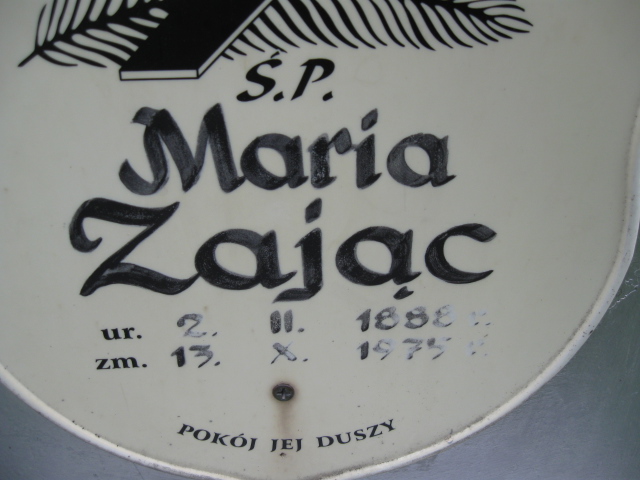 Ś.P.
Maria
Zając
ur. 2. II. 1888 r.
zm. 13. X. 1975 r.
POKÓJ JEJ DUSZY